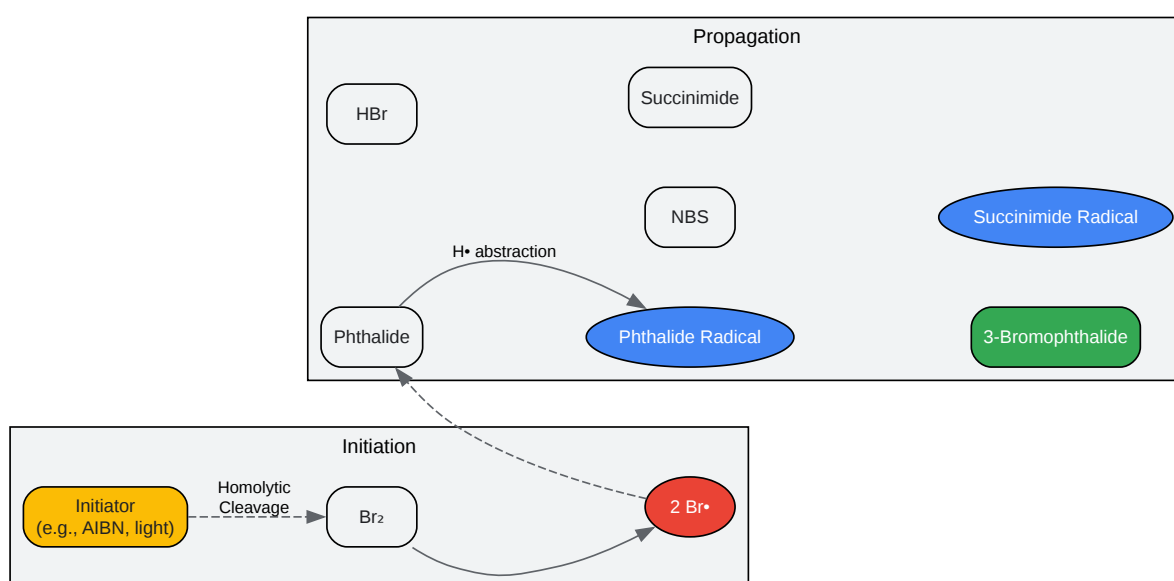 Propagation
HBr
Succinimide
NBS
Succinimide Radical
H• abstraction
Phthalide
Phthalide Radical
3-Bromophthalide
Initiation
Initiator
(e.g., AIBN, light)
Homolytic
Cleavage
Br₂
2 Br•